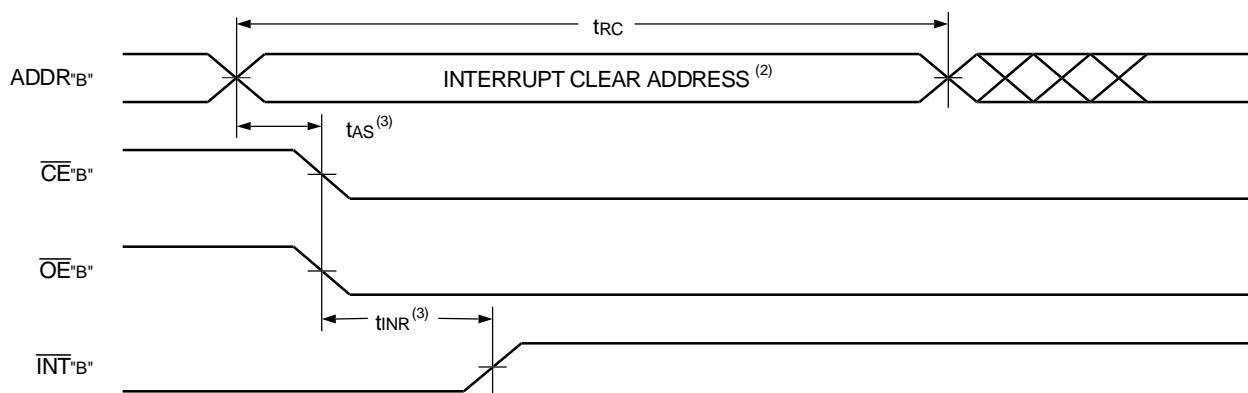 tRC
ADDR"B"
INTERRUPT CLEAR ADDRESS (2)
tAS(3)
CE"B"
OE"B"
tINR(3)
INT"B"